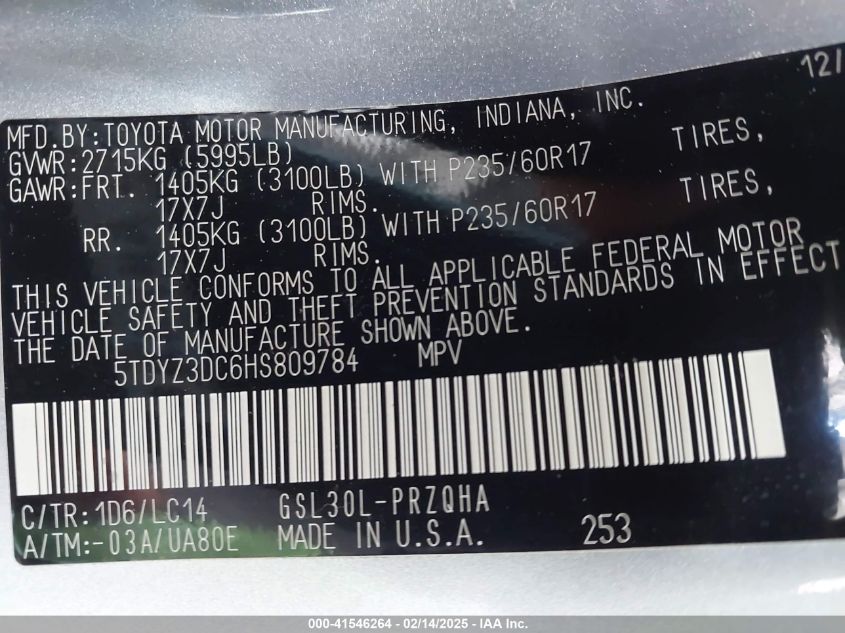 12/
MFD.BY:TOYOTA MOTOR MANUFACTURING, INDIANA, INC.
GVWR:2715KG (5995LB)
GAWR:FRT. 1405KG (3100LB) WITH P235/60R17 TIRES,
17X7J RIMS.
RR. 1405KG (3100LB) WITH P235/60R17 TIRES,
17X7J RIMS.
THIS VEHICLE CONFORMS TO ALL APPLICABLE FEDERAL MOTOR
VEHICLE SAFETY AND THEFT PREVENTION STANDARDS IN EFFECT
THE DATE OF MANUFACTURE SHOWN ABOVE.
5TDYZ3DC6HS809784 MPV
C/TR:1D6/LC14 GSL30L-PRZQHA
A/TM:-03A/UA80E MADE IN U.S.A. 253
000-41546264 - 02/14/2025 - IAA Inc.